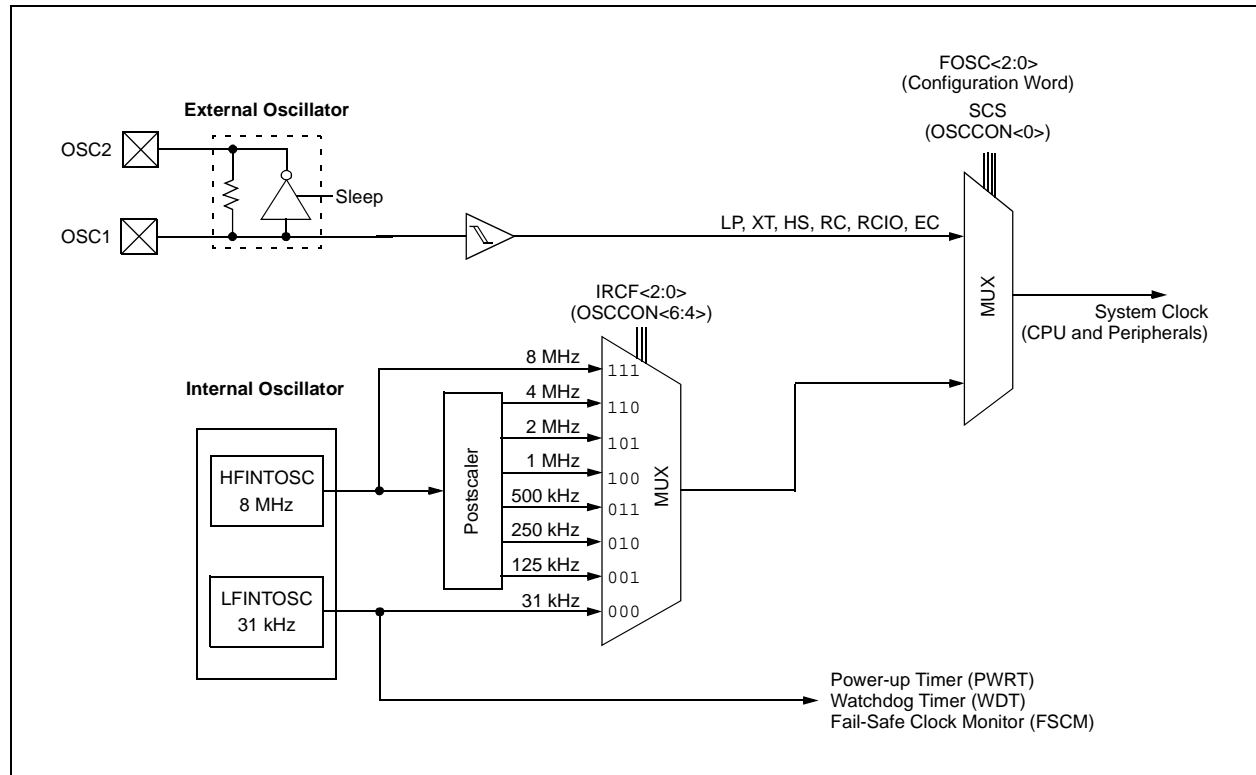 FOSC<2:0>
(Configuration Word)
SCS
(OSCCON<0>)
External Oscillator
OSC2
Sleep
OSC1
LP, XT, HS, RC, RCIO, EC
MUX
System Clock
(CPU and Peripherals)
IRCF<2:0>
(OSCCON<6:4>)
Internal Oscillator
HFINTOSC
8 MHz
LFINTOSC
31 kHz
Postscaler
8 MHz
111
4 MHz
110
2 MHz
101
1 MHz
100
500 kHz
011
250 kHz
010
125 kHz
001
31 kHz
000
MUX
Power-up Timer (PWRT)
Watchdog Timer (WDT)
Fail-Safe Clock Monitor (FSCM)